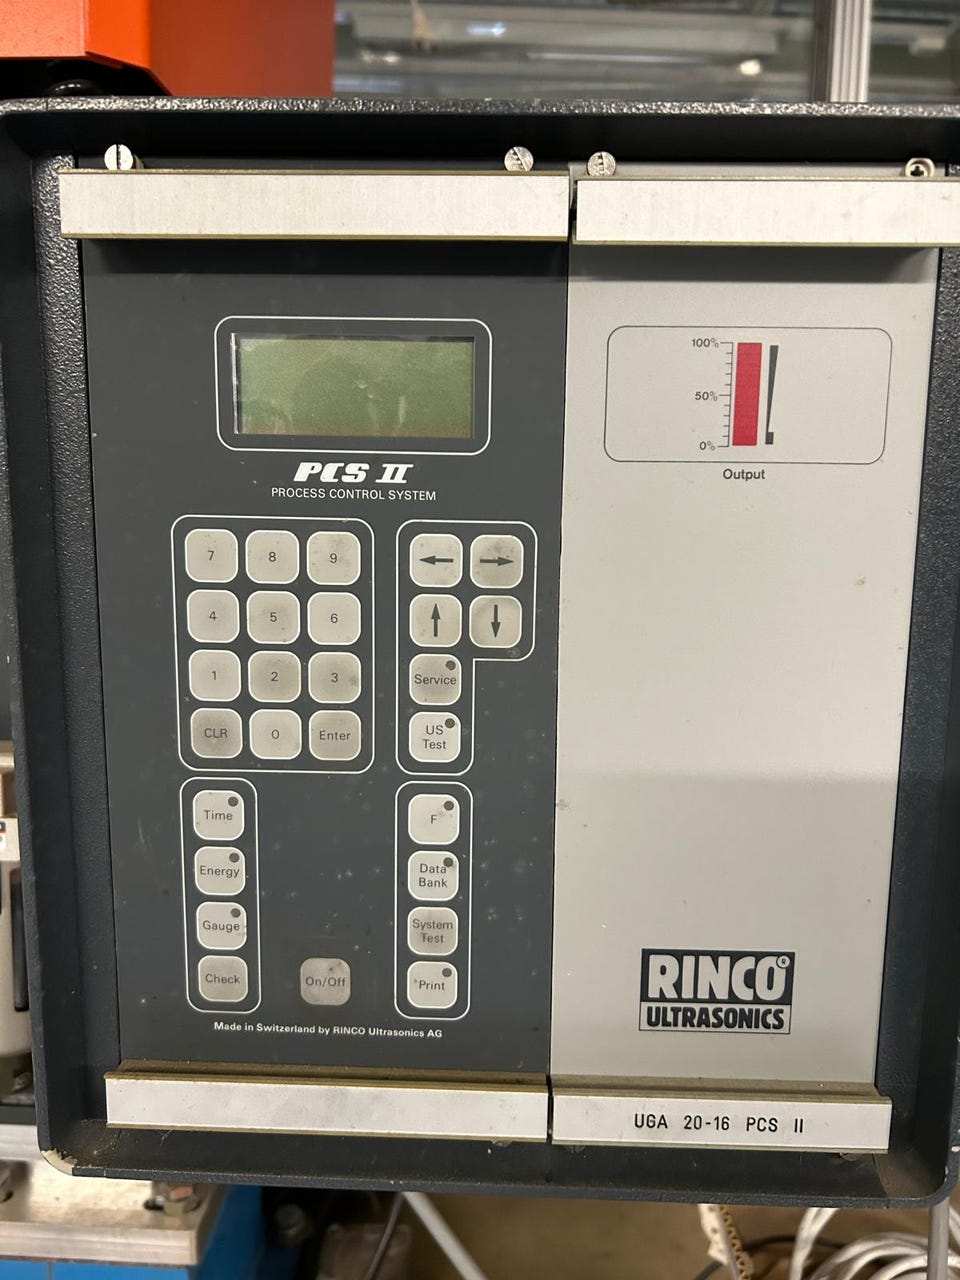 100%
50%
0%
Output
PCS II
PROCESS CONTROL SYSTEM
7 8 9
4 5 6
1 2 3
CLR 0 Enter
← →
↑ ↓
Service
US
Test
Time
Energy
Gauge
Check
On/Off
F
Data
Bank
System
Test
*Print
Made in Switzerland by RINCO Ultrasonics AG
RINCO®
ULTRASONICS
UGA 20-16 PCS II